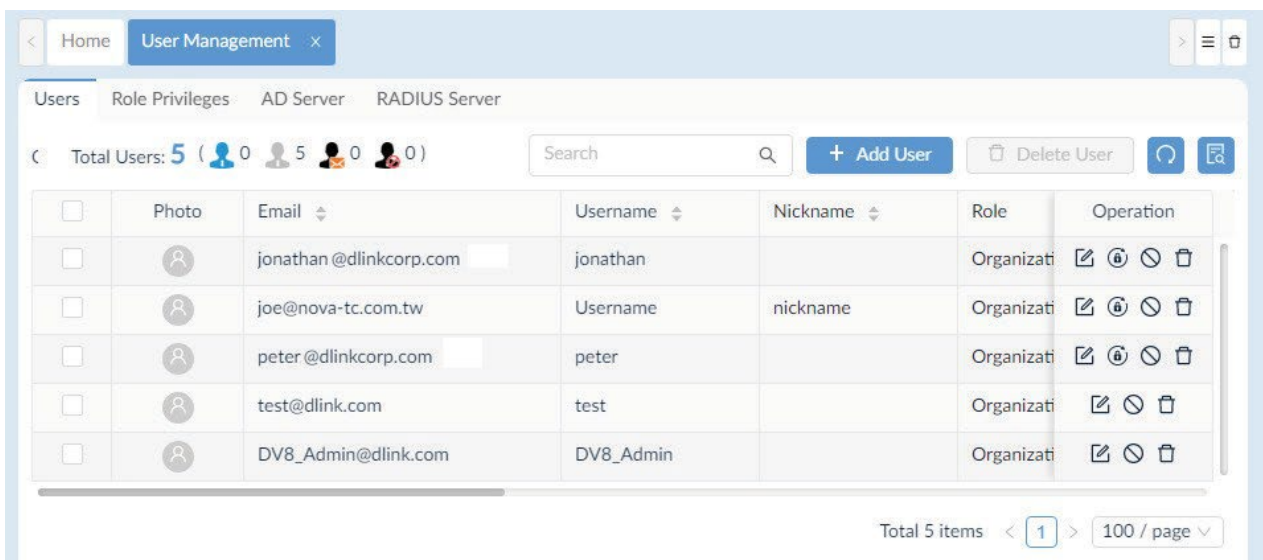 < Home User Management × > ≡
Users Role Privileges AD Server RADIUS Server
Total Users: 5 ( 0 5 0 0 ) Search + Add User Delete User
Photo Email Username Nickname Role Operation
jonathan @dlinkcorp.com jonathan Organizati
joe@nova-tc.com.tw Username nickname Organizati
peter @dlinkcorp.com peter Organizati
test@dlink.com test Organizati
DV8_Admin@dlink.com DV8_Admin Organizati
Total 5 items < 1 > 100 / page